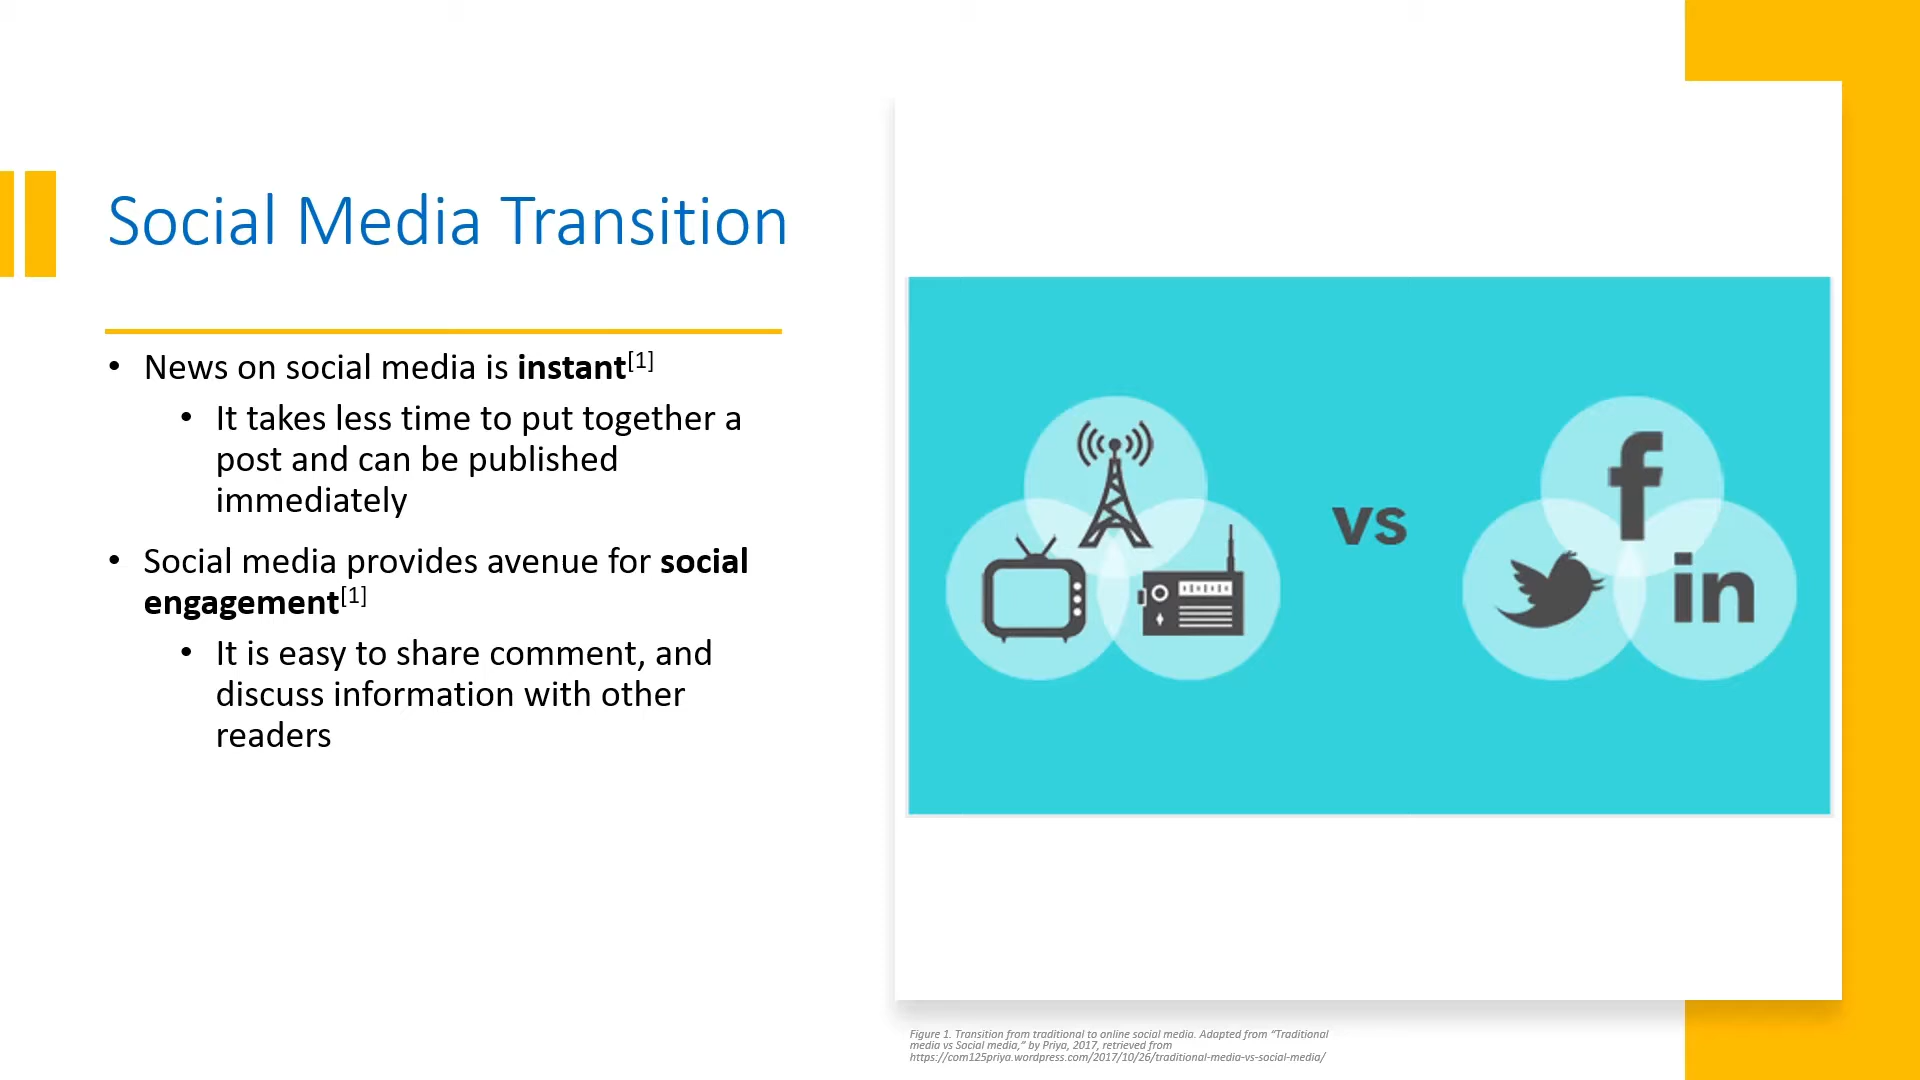 Social Media Transition
• News on social media is instant[1]
• It takes less time to put together a
post and can be published
immediately
• Social media provides avenue for social
engagement[1]
• It is easy to share comment, and
discuss information with other
readers
vs
f
in
Figure 1. Transition from traditional to online social media. Adapted from “Traditional
media vs Social media,” by Priya, 2017, retrieved from
https://com125priya.wordpress.com/2017/10/26/traditional-media-vs-social-media/